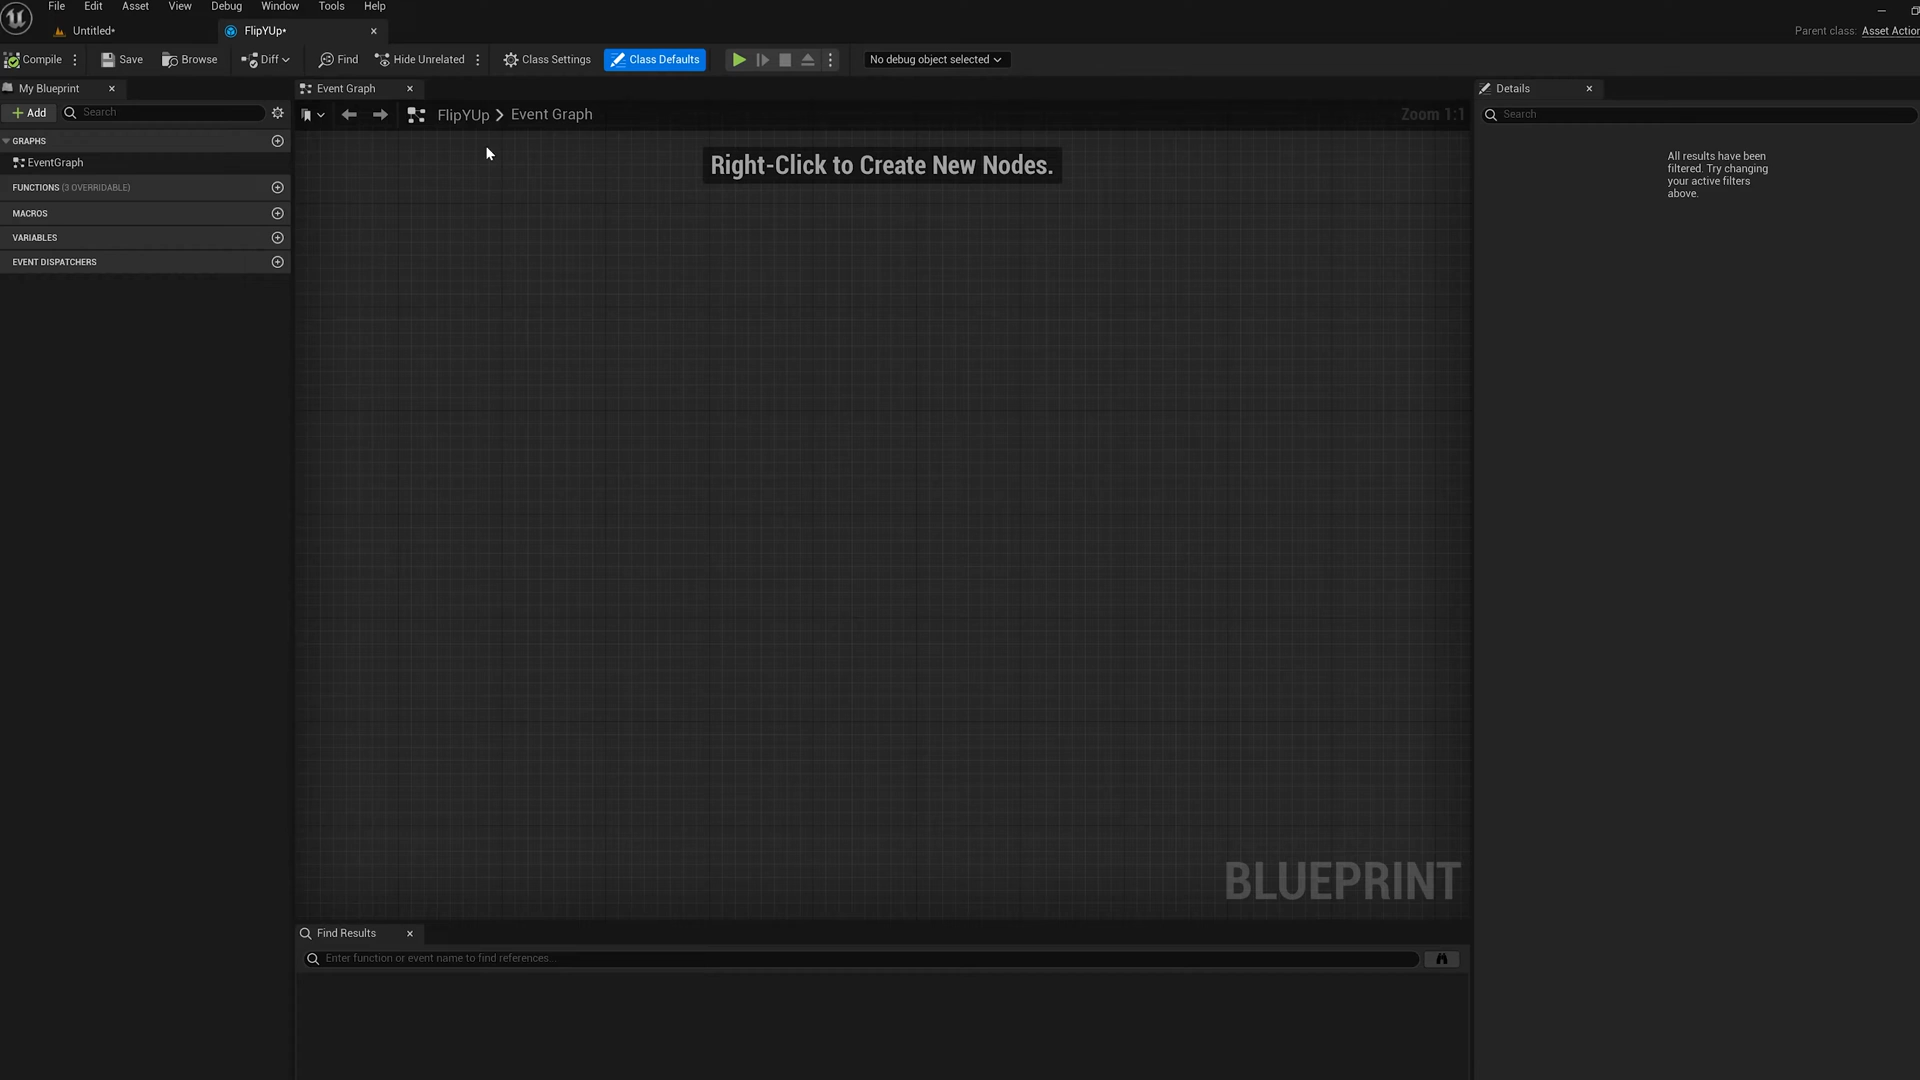 File Edit Asset View Debug Window Tools Help
Untitled* FlipYUp* Parent class: Asset Action
Compile Save Browse Diff Find Hide Unrelated Class Settings Class Defaults No debug object selected
My Blueprint Event Graph Details
Add Search FlipYUp > Event Graph Zoom 1:1 Search
GRAPHS
EventGraph
FUNCTIONS (3 OVERRIDABLE)
MACROS
VARIABLES
EVENT DISPATCHERS
Right-Click to Create New Nodes.
All results have been
filtered. Try changing
your active filters
above.
BLUEPRINT
Find Results
Enter function or event name to find references...